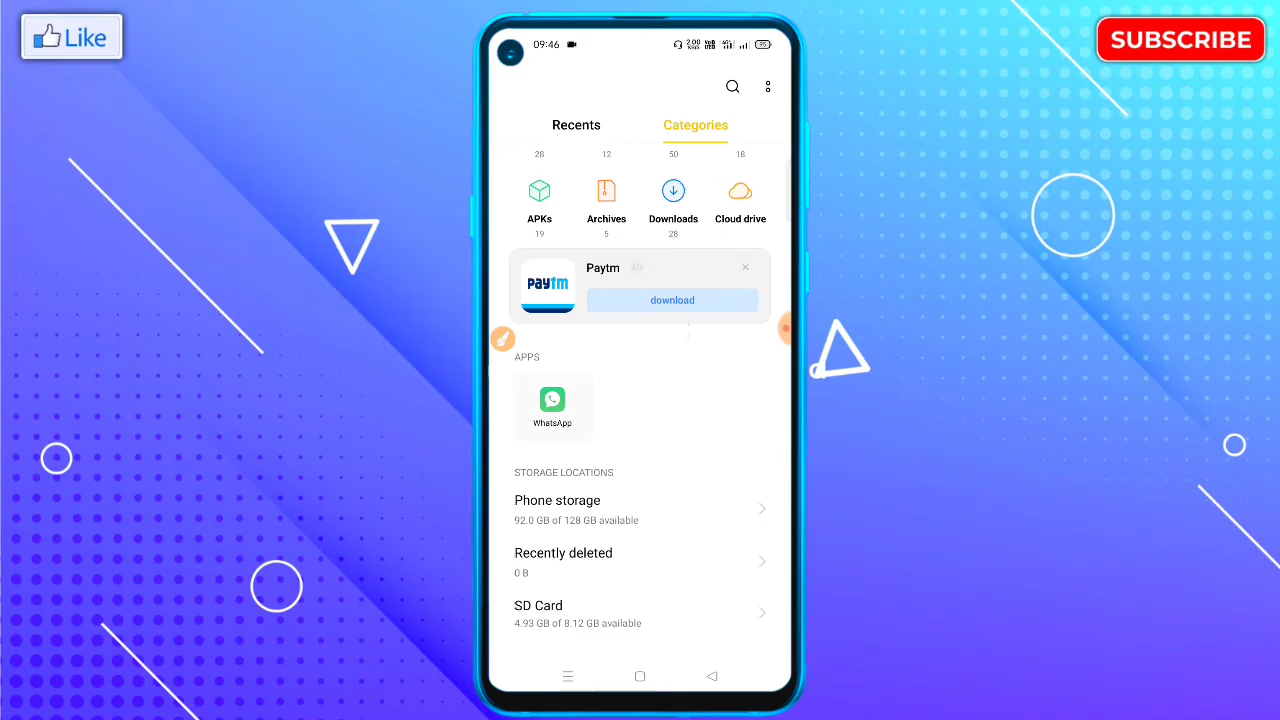 Like
SUBSCRIBE
09:46
Recents
Categories
28 12 50 18
APKs Archives Downloads Cloud drive
19 5 28
paytm
Paytm AD
download
APPS
WhatsApp
STORAGE LOCATIONS
Phone storage
92.0 GB of 128 GB available
Recently deleted
0 B
SD Card
4.93 GB of 8.12 GB available